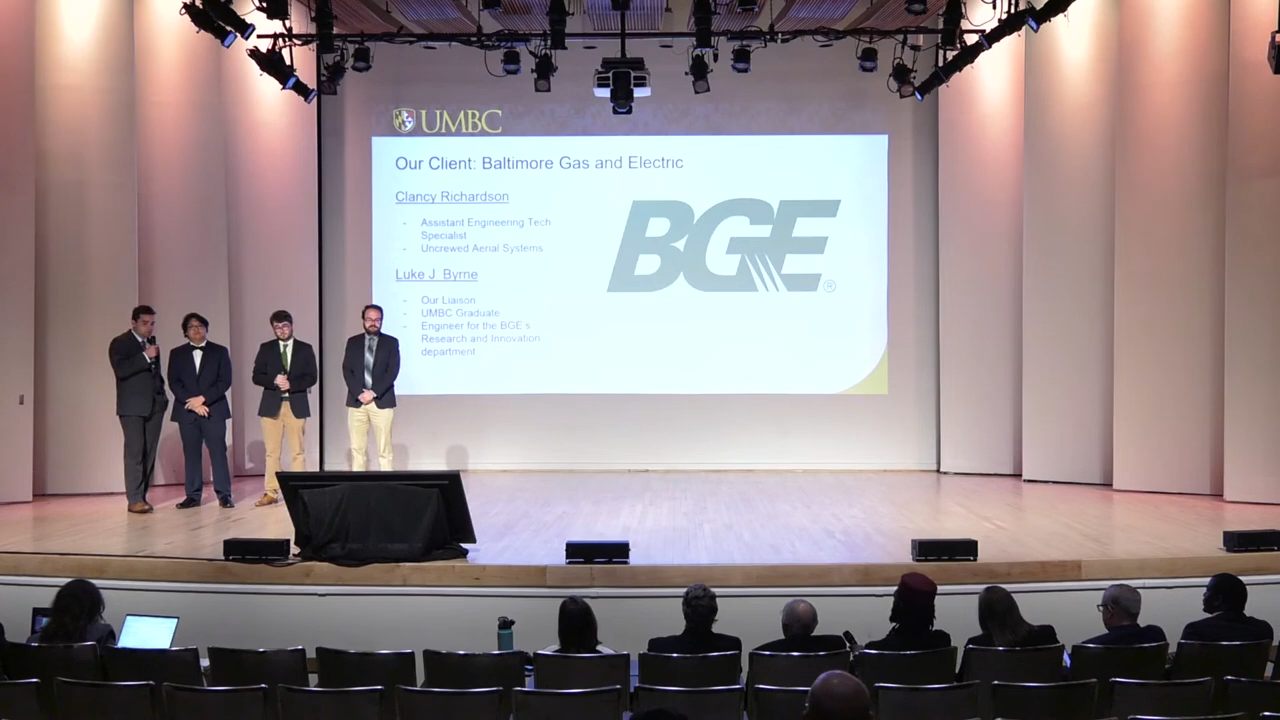 UMBC
Our Client: Baltimore Gas and Electric
Clancy Richardson
- Assistant Engineering Tech
Specialist
- Uncrewed Aerial Systems
Luke J. Byrne
- Our Liaison
- UMBC Graduate
- Engineer for the BGE's
Research and Innovation
department
BGE®